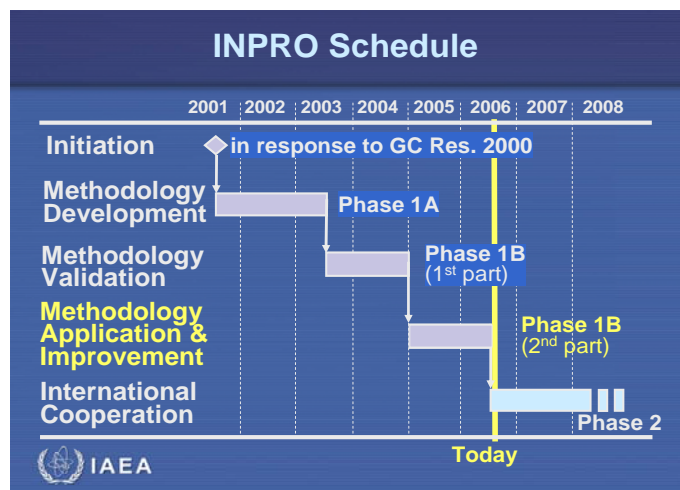 INPRO Schedule
2001 2002 2003 2004 2005 2006 2007 2008
Initiation
in response to GC Res. 2000
Methodology
Development
Phase 1A
Methodology
Validation
Phase 1B
(1st part)
Methodology
Application &
Improvement
Phase 1B
(2nd part)
International
Cooperation
Phase 2
Today
IAEA